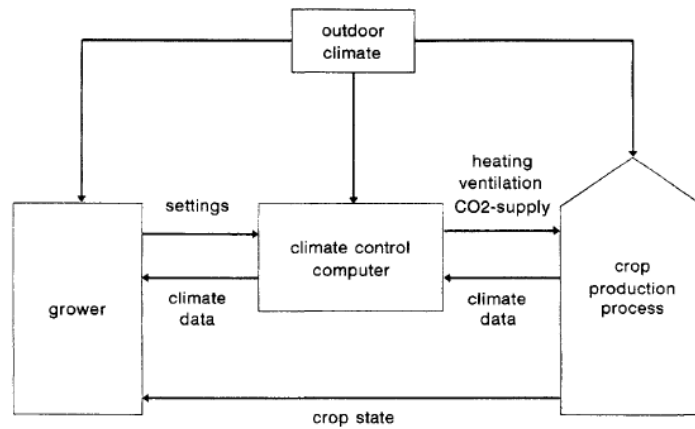 outdoor
climate
heating
ventilation
CO2-supply
settings
climate control
computer
grower
climate
data
climate
data
crop
production
process
crop state